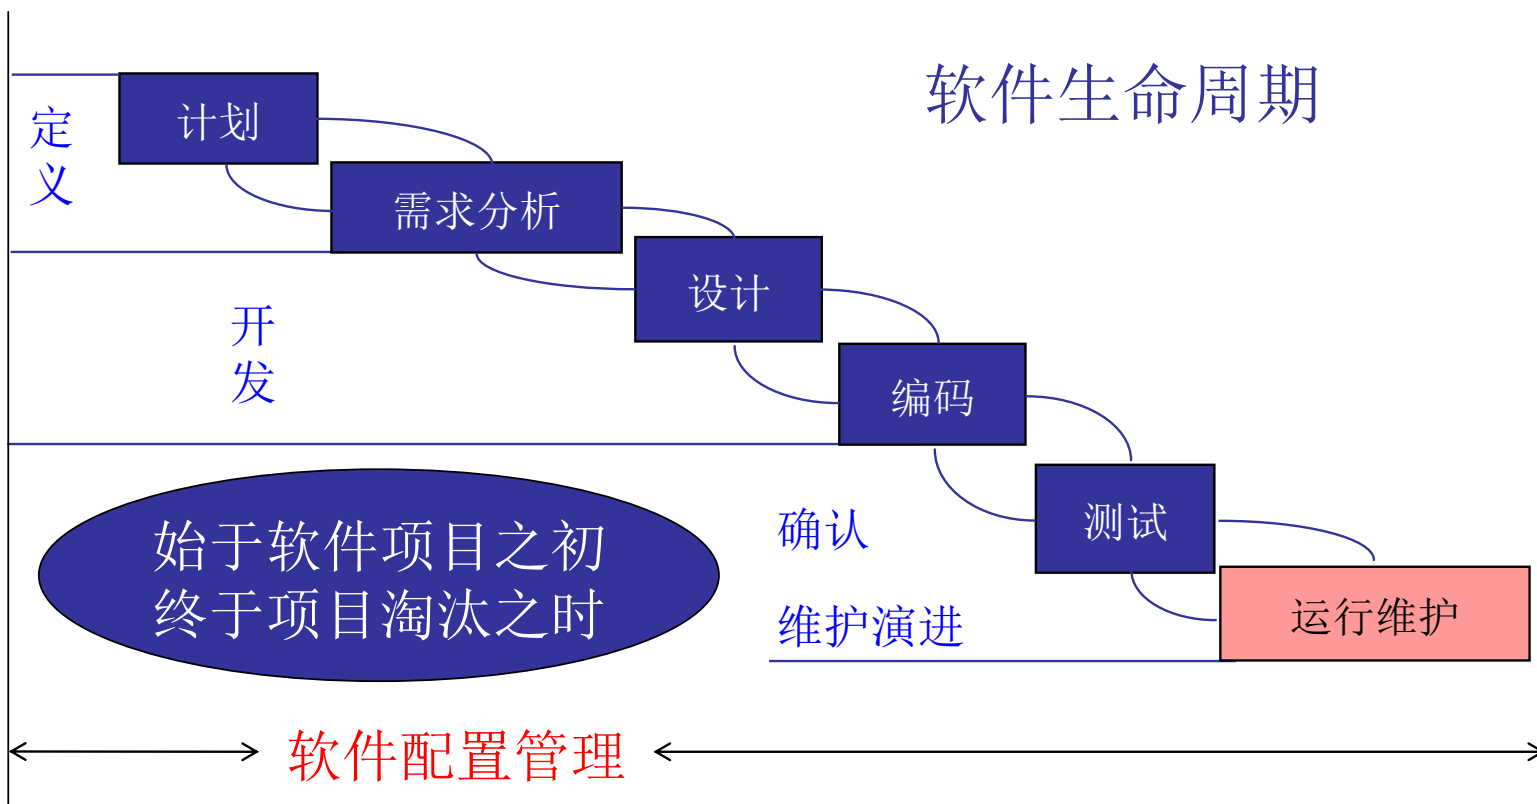 软件生命周期
定
义
计划
需求分析
设计
开
发
编码
始于软件项目之初
终于项目淘汰之时
确认
测试
维护演进
运行维护
软件配置管理